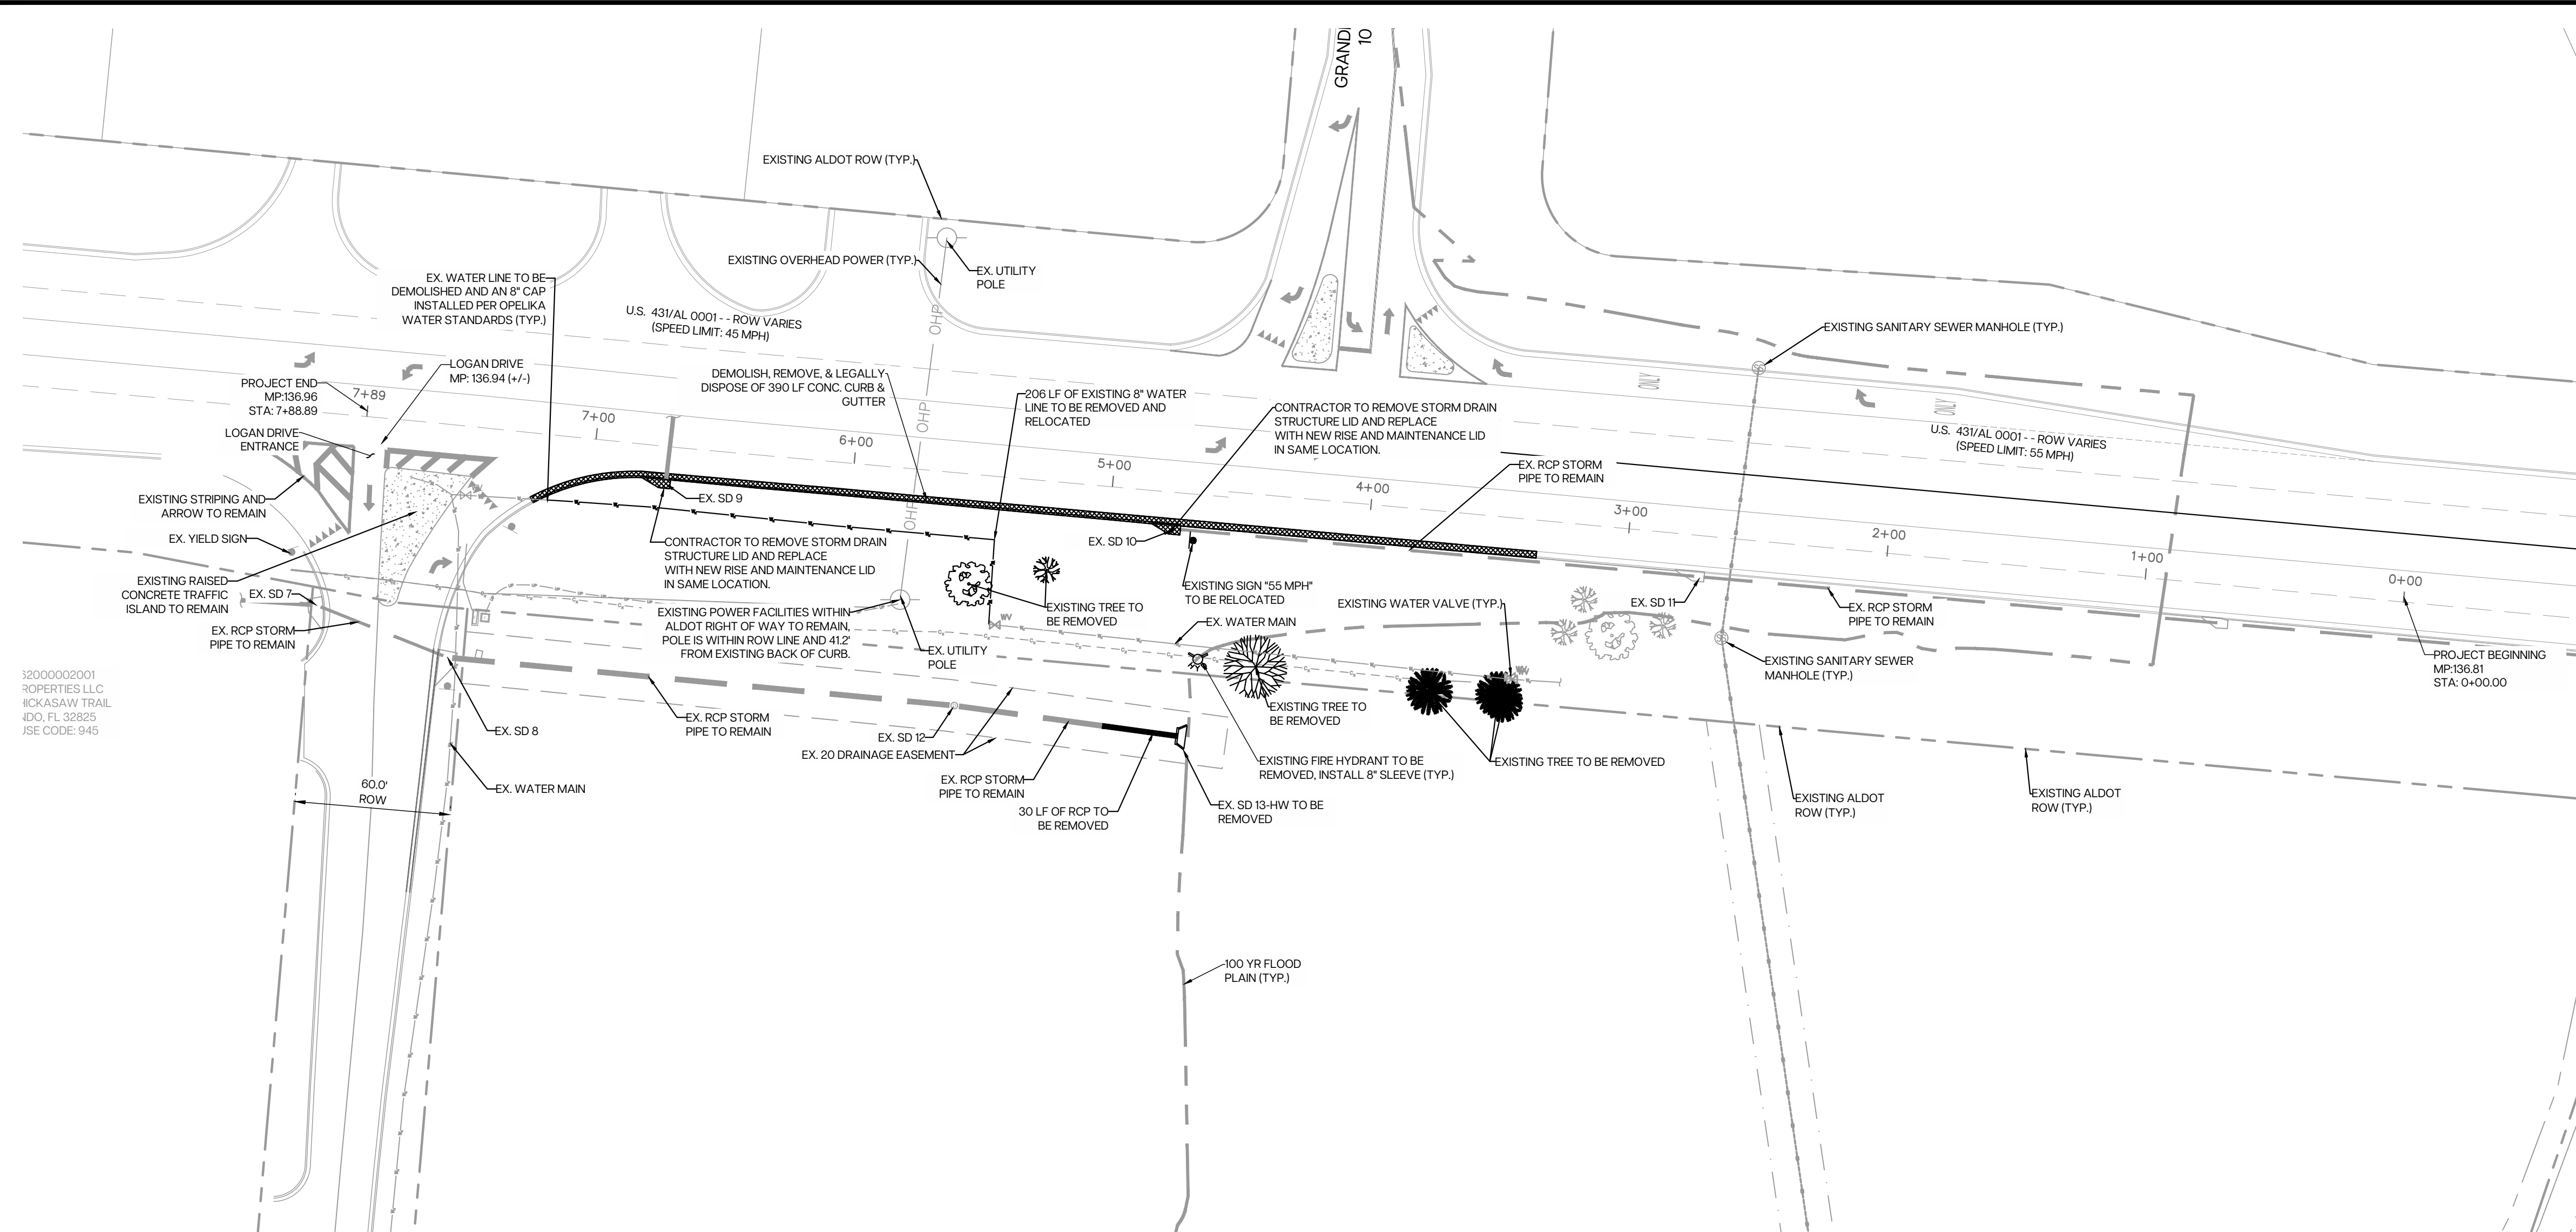 GRAND
10
EXISTING ALDOT ROW (TYP.)
EXISTING OVERHEAD POWER (TYP.)
EX. UTILITY
POLE
EX. WATER LINE TO BE
DEMOLISHED AND AN 8" CAP
INSTALLED PER OPELIKA
WATER STANDARDS (TYP.)
U.S. 431/AL 0001 - - ROW VARIES
(SPEED LIMIT: 45 MPH)
OHP
OHP
OHP
EXISTING SANITARY SEWER MANHOLE (TYP.)
LOGAN DRIVE
MP: 136.94 (+/-)
PROJECT END
MP:136.96
STA: 7+88.89
7+89
LOGAN DRIVE
ENTRANCE
DEMOLISH, REMOVE, & LEGALLY
DISPOSE OF 390 LF CONC. CURB &
GUTTER
206 LF OF EXISTING 8" WATER
LINE TO BE REMOVED AND
RELOCATED
CONTRACTOR TO REMOVE STORM DRAIN
STRUCTURE LID AND REPLACE
WITH NEW RISE AND MAINTENANCE LID
IN SAME LOCATION.
ONLY
ONLY
U.S. 431/AL 0001 - - ROW VARIES
(SPEED LIMIT: 55 MPH)
7+00
6+00
5+00
4+00
3+00
2+00
1+00
0+00
EX. RCP STORM
PIPE TO REMAIN
EXISTING STRIPING AND
ARROW TO REMAIN
EX. YIELD SIGN
EXISTING RAISED
CONCRETE TRAFFIC
ISLAND TO REMAIN
EX. SD 7
EX. RCP STORM
PIPE TO REMAIN
EX. SD 9
CONTRACTOR TO REMOVE STORM DRAIN
STRUCTURE LID AND REPLACE
WITH NEW RISE AND MAINTENANCE LID
IN SAME LOCATION.
EXISTING POWER FACILITIES WITHIN
ALDOT RIGHT OF WAY TO REMAIN,
POLE IS WITHIN ROW LINE AND 41.2'
FROM EXISTING BACK OF CURB.
EX. UTILITY
POLE
EX. SD 10
EXISTING TREE TO
BE REMOVED
WV
EXISTING SIGN "55 MPH"
TO BE RELOCATED
EX. WATER MAIN
EXISTING WATER VALVE (TYP.)
WV
EX. SD 11
EX. RCP STORM
PIPE TO REMAIN
EXISTING SANITARY SEWER
MANHOLE (TYP.)
PROJECT BEGINNING
MP:136.81
STA: 0+00.00
62000002001
ROPERTIES LLC
HICKASAW TRAIL
NDO, FL 32825
USE CODE: 945
EX. SD 8
EX. RCP STORM
PIPE TO REMAIN
EX. SD 12
EX. 20 DRAINAGE EASEMENT
EX. RCP STORM
PIPE TO REMAIN
30 LF OF RCP TO
BE REMOVED
EX. WATER MAIN
60.0'
ROW
EXISTING TREE TO
BE REMOVED
EXISTING FIRE HYDRANT TO BE
REMOVED, INSTALL 8" SLEEVE (TYP.)
EX. SD 13-HW TO BE
REMOVED
EXISTING TREE TO BE REMOVED
EXISTING ALDOT
ROW (TYP.)
EXISTING ALDOT
ROW (TYP.)
100 YR FLOOD
PLAIN (TYP.)